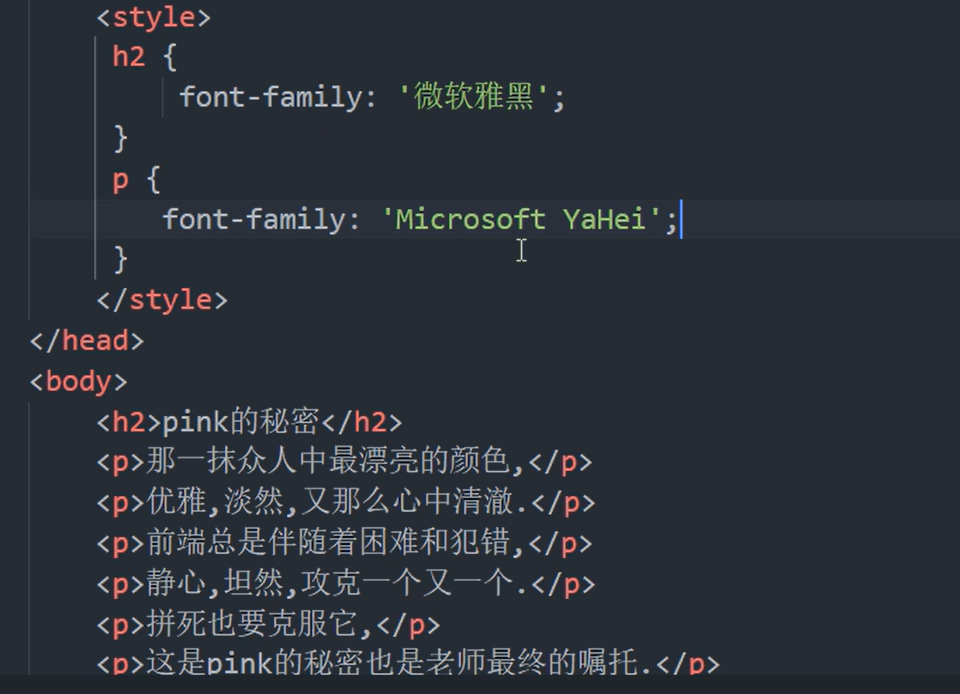 <style>
h2 {
font-family: '微软雅黑';
}
p {
font-family: 'Microsoft YaHei';
}
</style>
</head>
<body>
<h2>pink的秘密</h2>
<p>那一抹众人中最漂亮的颜色,</p>
<p>优雅,淡然,又那么心中清澈.</p>
<p>前端总是伴随着困难和犯错,</p>
<p>静心,坦然,攻克一个又一个.</p>
<p>拼死也要克服它,</p>
<p>这是pink的秘密也是老师最终的嘱托.</p>